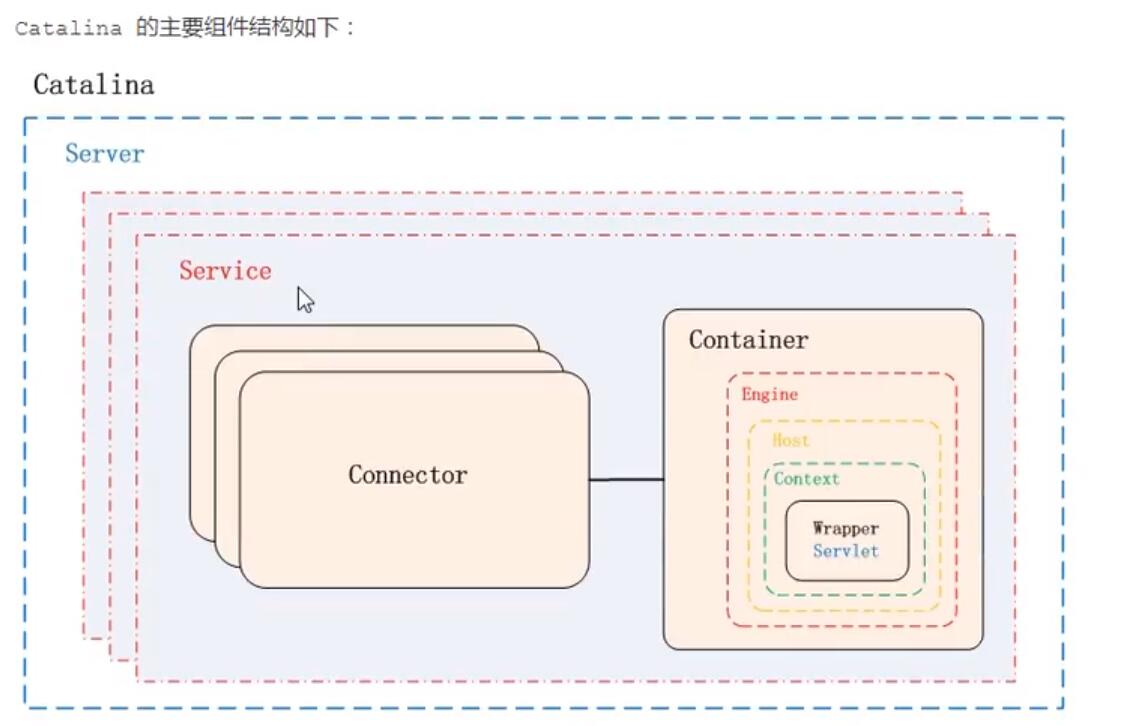 Catalina 的主要组件结构如下：
Catalina
Server
Service
Connector
Container
Engine
Host
Context
Wrapper
Servlet